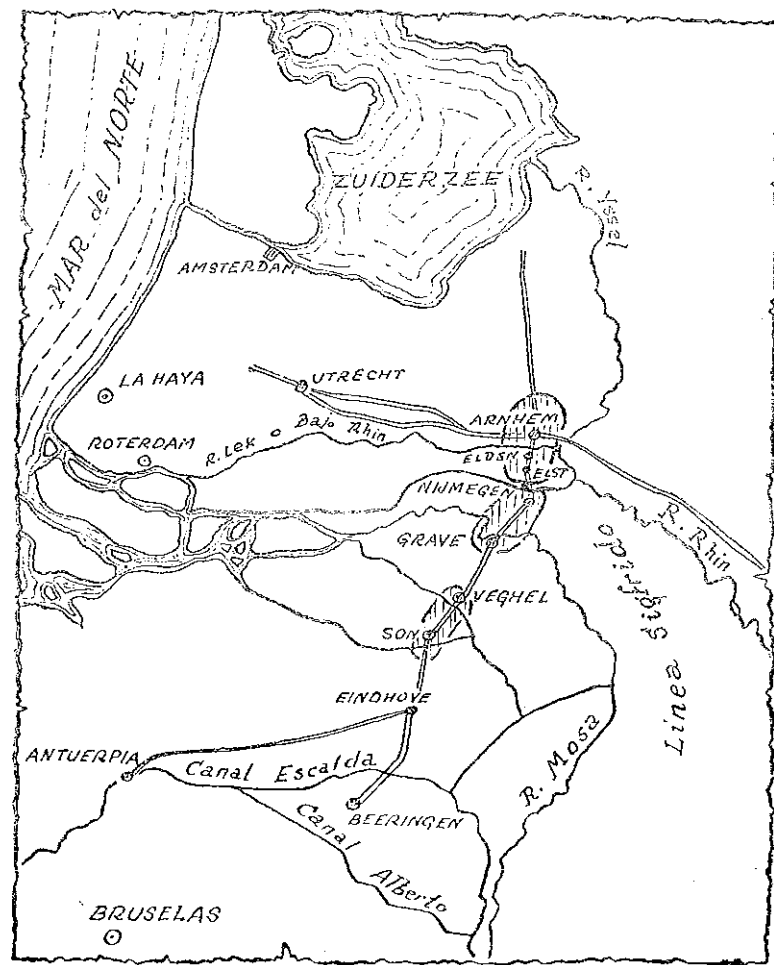 MAR del NORTE
ZUIDERZEE
R. Yssel
AMSTERDAM
LA HAYA
UTRECHT
ARNHEM
ROTERDAM
R. Lek o Bajo Rhin
ELDSN
ELST
NIJMEGEN
R. Rhin
GRAVE
Linea Sigfrido
VEGHEL
SON
EINDHOVE
ANTUERPIA
Canal Escalda
R. Mosa
BEERINGEN
Canal Alberto
BRUSELAS